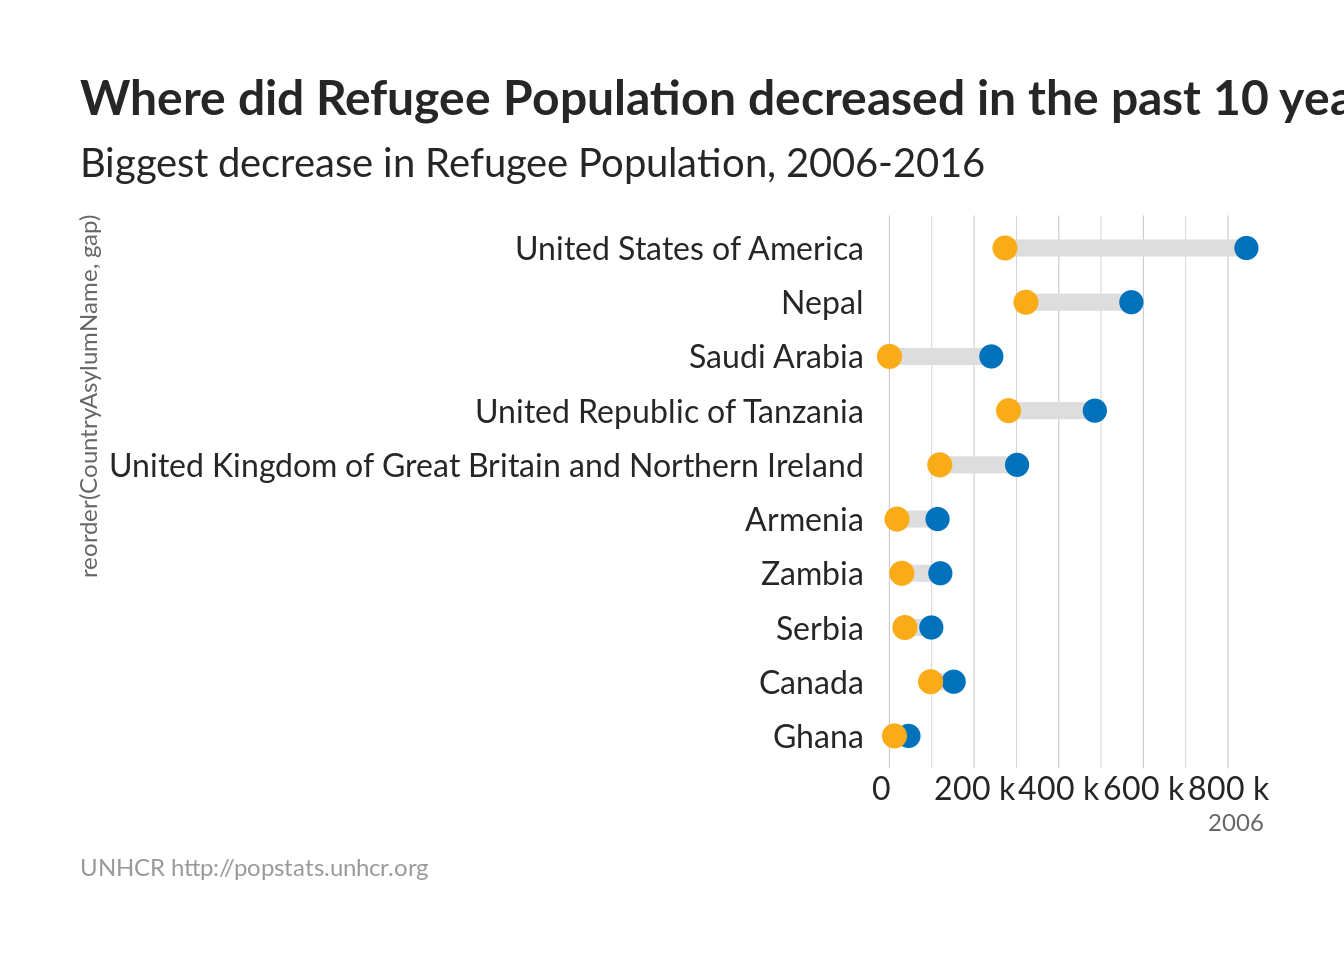 Where did Refugee Population decreased in the past 10 yea
Biggest decrease in Refugee Population, 2006-2016
reorder(CountryAsylumName, gap)
United States of America
Nepal
Saudi Arabia
United Republic of Tanzania
United Kingdom of Great Britain and Northern Ireland
Armenia
Zambia
Serbia
Canada
Ghana
0 200 k 400 k 600 k 800 k
2006
UNHCR http://popstats.unhcr.org